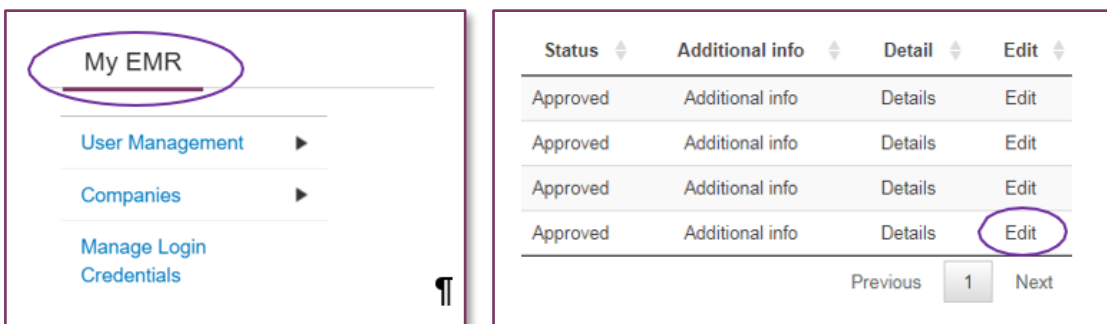 My EMR
User Management
Companies
Manage Login
Credentials
¶
Status Additional info Detail Edit
Approved Additional info Details Edit
Approved Additional info Details Edit
Approved Additional info Details Edit
Approved Additional info Details Edit
Previous 1 Next